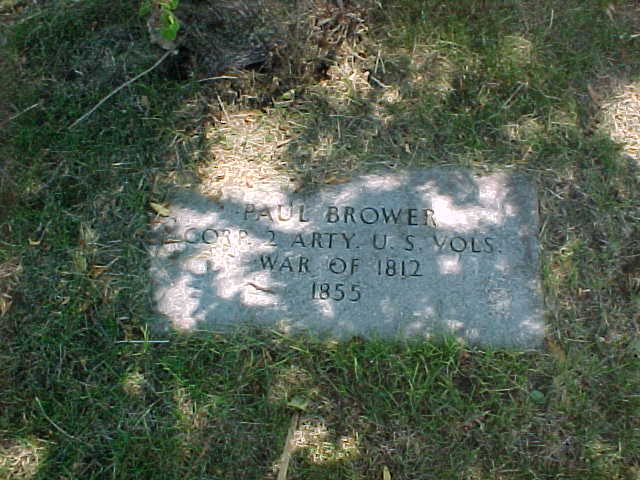 PAUL BROWER
CORP. 2 ARTY. U. S. VOLS.
WAR OF 1812
1855